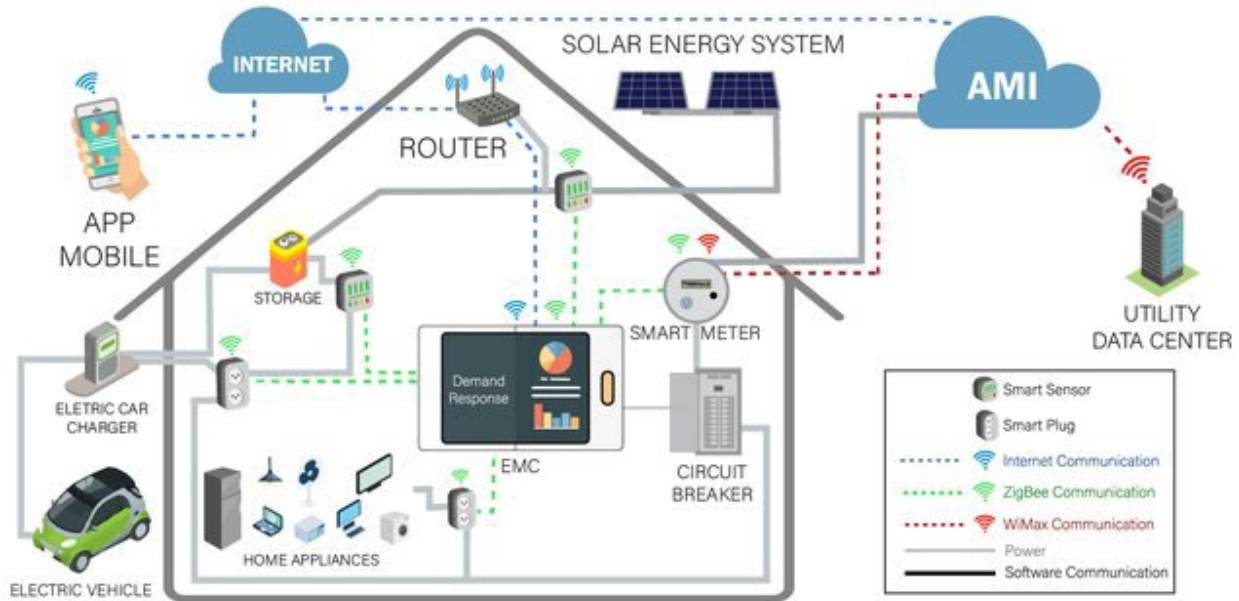 INTERNET
SOLAR ENERGY SYSTEM
AMI
ROUTER
APP
MOBILE
STORAGE
SMART METER
UTILITY
DATA CENTER
ELETRIC CAR
CHARGER
Demand
Response
EMC
CIRCUIT
BREAKER
HOME APPLIANCES
ELECTRIC VEHICLE
Smart Sensor
Smart Plug
Internet Communication
ZigBee Communication
WiMax Communication
Power
Software Communication